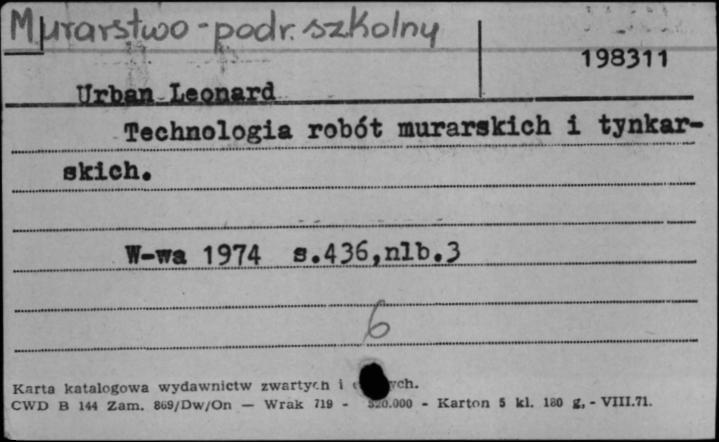 Murarstwo - podr. szkolny
198311
Urban Leonard
Technologia robót murarskich i tynkar-
skich.
W-wa 1974 s.436,nlb.3
6
Karta katalogowa wydawnictw zwartych i
CWD B 144 Zam. 869/Dw/On — Wrak 719 - 520.000 - Karton 5 kl. 180 g, - VIII.71.